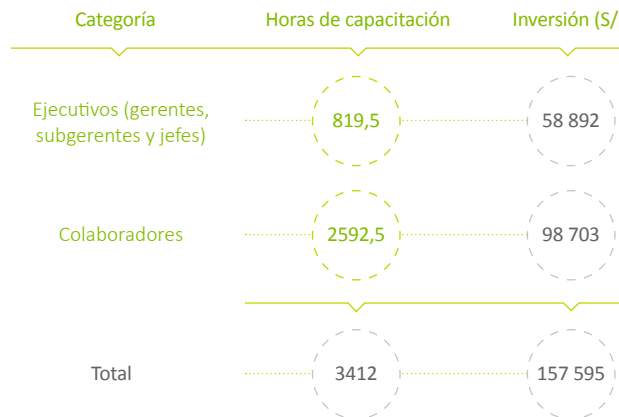 Categoría Horas de capacitación Inversión (S/
Ejecutivos (gerentes,
subgerentes y jefes) 819,5 58 892
Colaboradores 2592,5 98 703
Total 3412 157 595